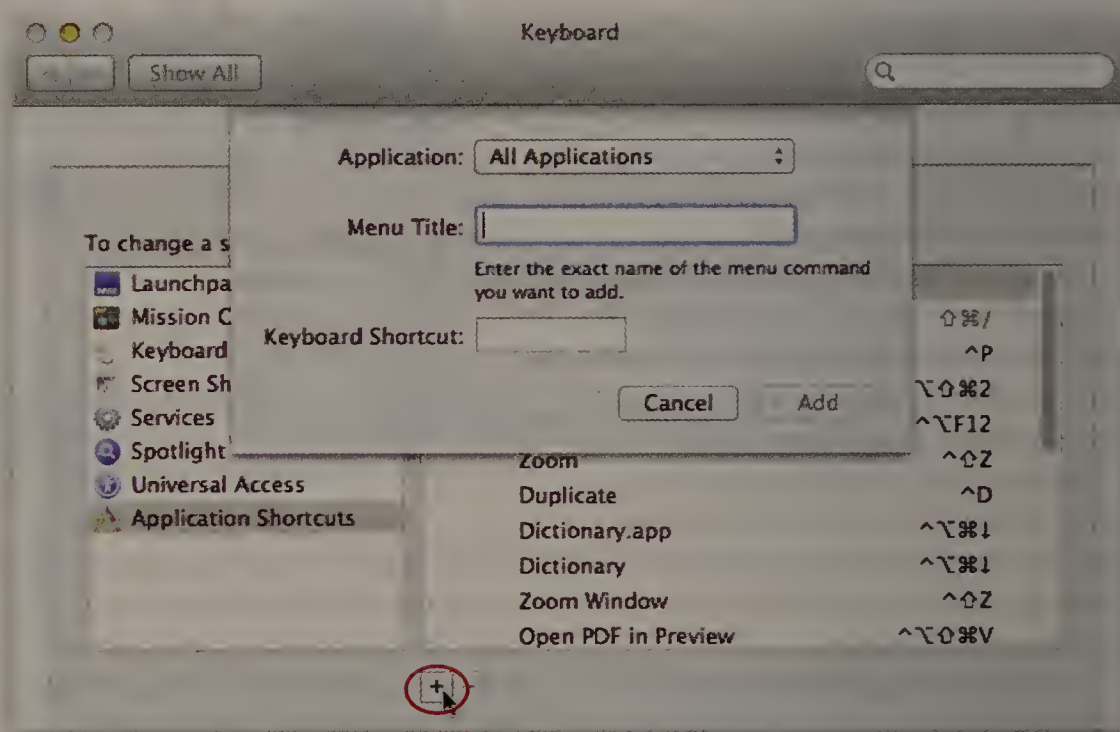 Keyboard
Show All
Application: All Applications
Menu Title:
Enter the exact name of the menu command
you want to add.
Keyboard Shortcut:
Cancel Add
To change a s
Launchpa
Mission C
Keyboard
Screen Sh
Services
Spotlight
Universal Access
Application Shortcuts
⇧⌘/
^P
⌥⇧⌘2
^⌥F12
Zoom ^⇧Z
Duplicate ^D
Dictionary.app ^⌥⌘↓
Dictionary ^⌥⌘↓
Zoom Window ^⇧Z
Open PDF in Preview ^⌥⇧⌘V
+